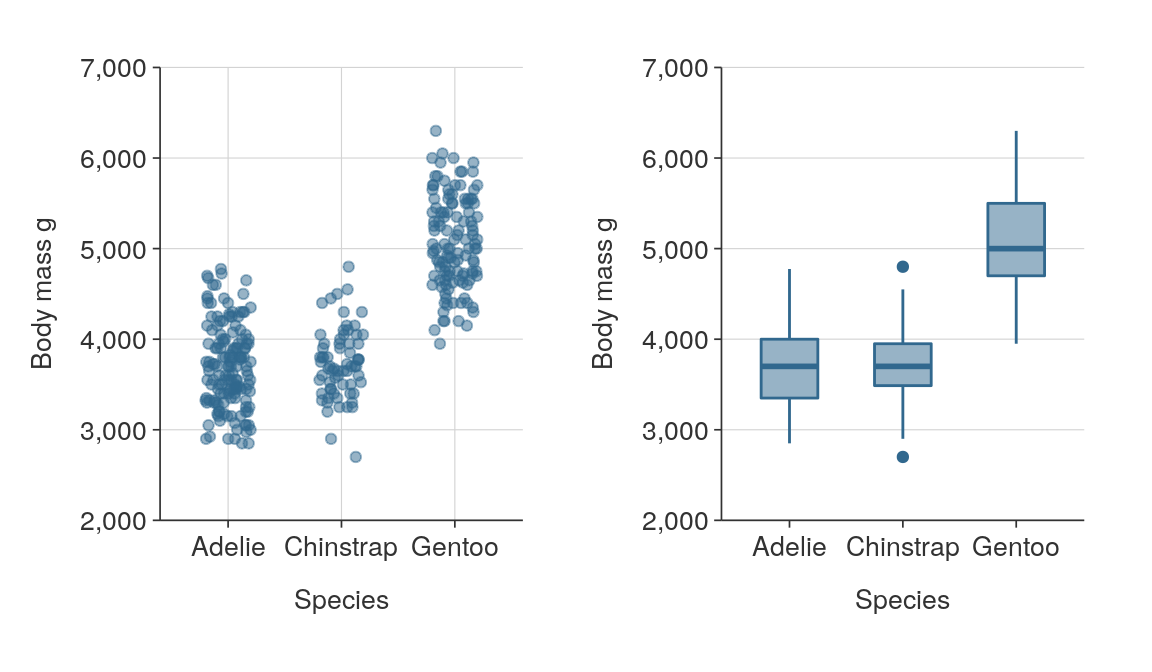 7,000
6,000
5,000
4,000
3,000
2,000
Body mass g
Adelie Chinstrap Gentoo
Species
7,000
6,000
5,000
4,000
3,000
2,000
Body mass g
Adelie Chinstrap Gentoo
Species